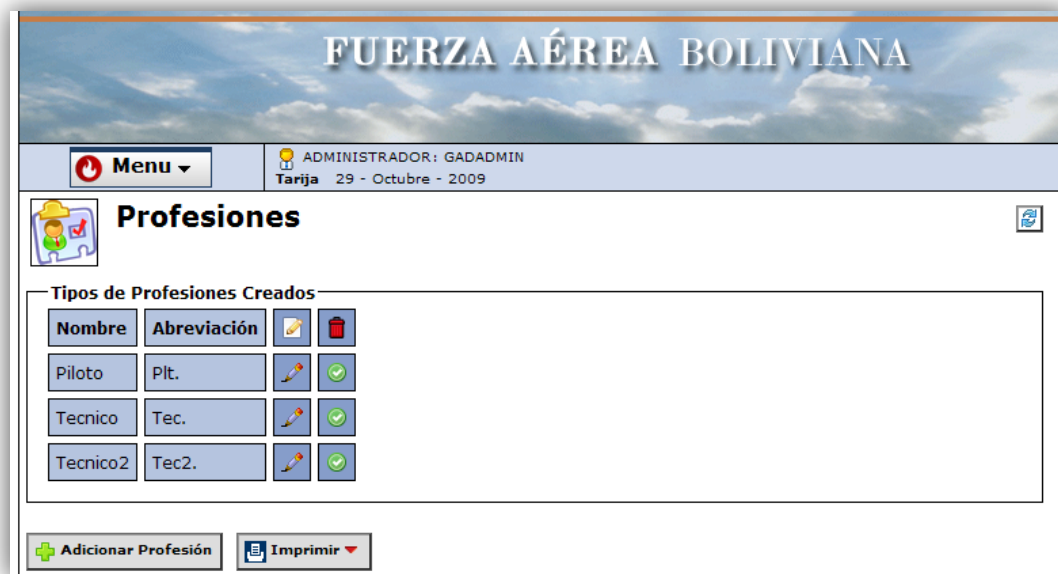 FUERZA AÉREA BOLIVIANA
Menu
ADMINISTRADOR: GADADMIN
Tarija 29 - Octubre - 2009
Profesiones
Tipos de Profesiones Creados
Nombre Abreviación
Piloto Plt.
Tecnico Tec.
Tecnico2 Tec2.
Adicionar Profesión Imprimir